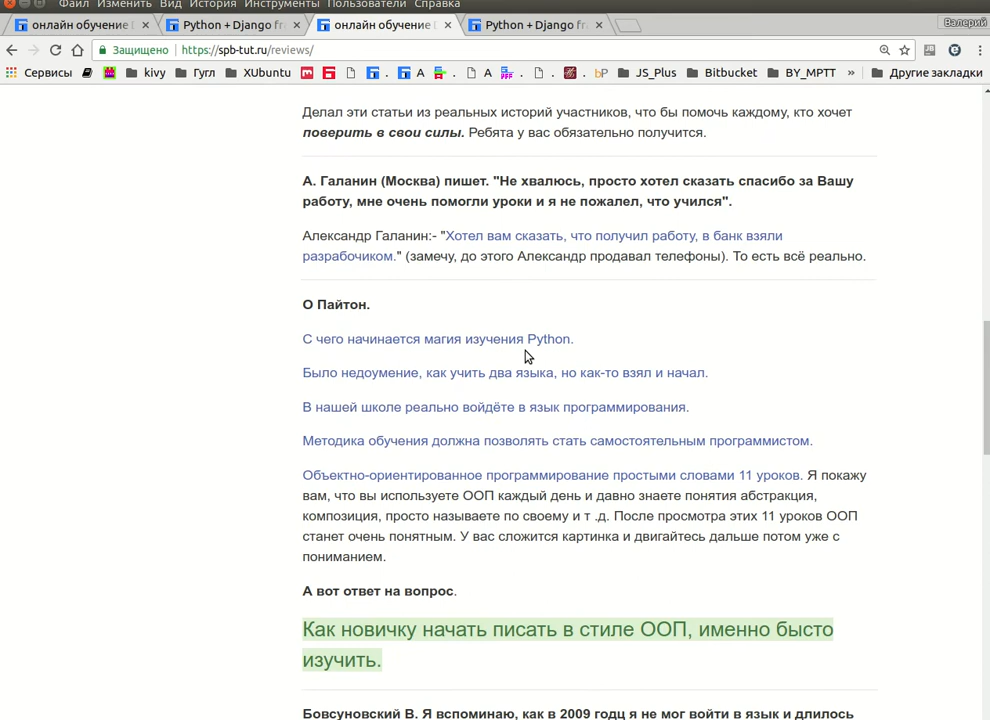 Файл Изменить Вид История Инструменты Пользователи Справка
онлайн обучение Python + Django fr онлайн обучение Python + Django fr Валерий
Защищено https://spb-tut.ru/reviews/
Сервисы kivy Гугл XUbuntu . А . А . . bP JS_Plus Bitbucket BY_MPTT » Другие закладки
Делал эти статьи из реальных историй участников, что бы помочь каждому, кто хочет
поверить в свои силы. Ребята у вас обязательно получится.
А. Галанин (Москва) пишет. "Не хвалюсь, просто хотел сказать спасибо за Вашу
работу, мне очень помогли уроки и я не пожалел, что учился".
Александр Галанин:- "Хотел вам сказать, что получил работу, в банк взяли
разрабочиком." (замечу, до этого Александр продавал телефоны). То есть всё реально.
О Пайтон.
С чего начинается магия изучения Python.
Было недоумение, как учить два языка, но как-то взял и начал.
В нашей школе реально войдёте в язык программирования.
Методика обучения должна позволять стать самостоятельным программистом.
Объектно-ориентированное программирование простыми словами 11 уроков. Я покажу
вам, что вы используете ООП каждый день и давно знаете понятия абстракция,
композиция, просто называете по своему и т .д. После просмотра этих 11 уроков ООП
станет очень понятным. У вас сложится картинка и двигайтесь дальше потом уже с
пониманием.
А вот ответ на вопрос.
Как новичку начать писать в стиле ООП, именно бысто
изучить.
Бовсуновский В. Я вспоминаю, как в 2009 годц я не мог войти в язык и длилось